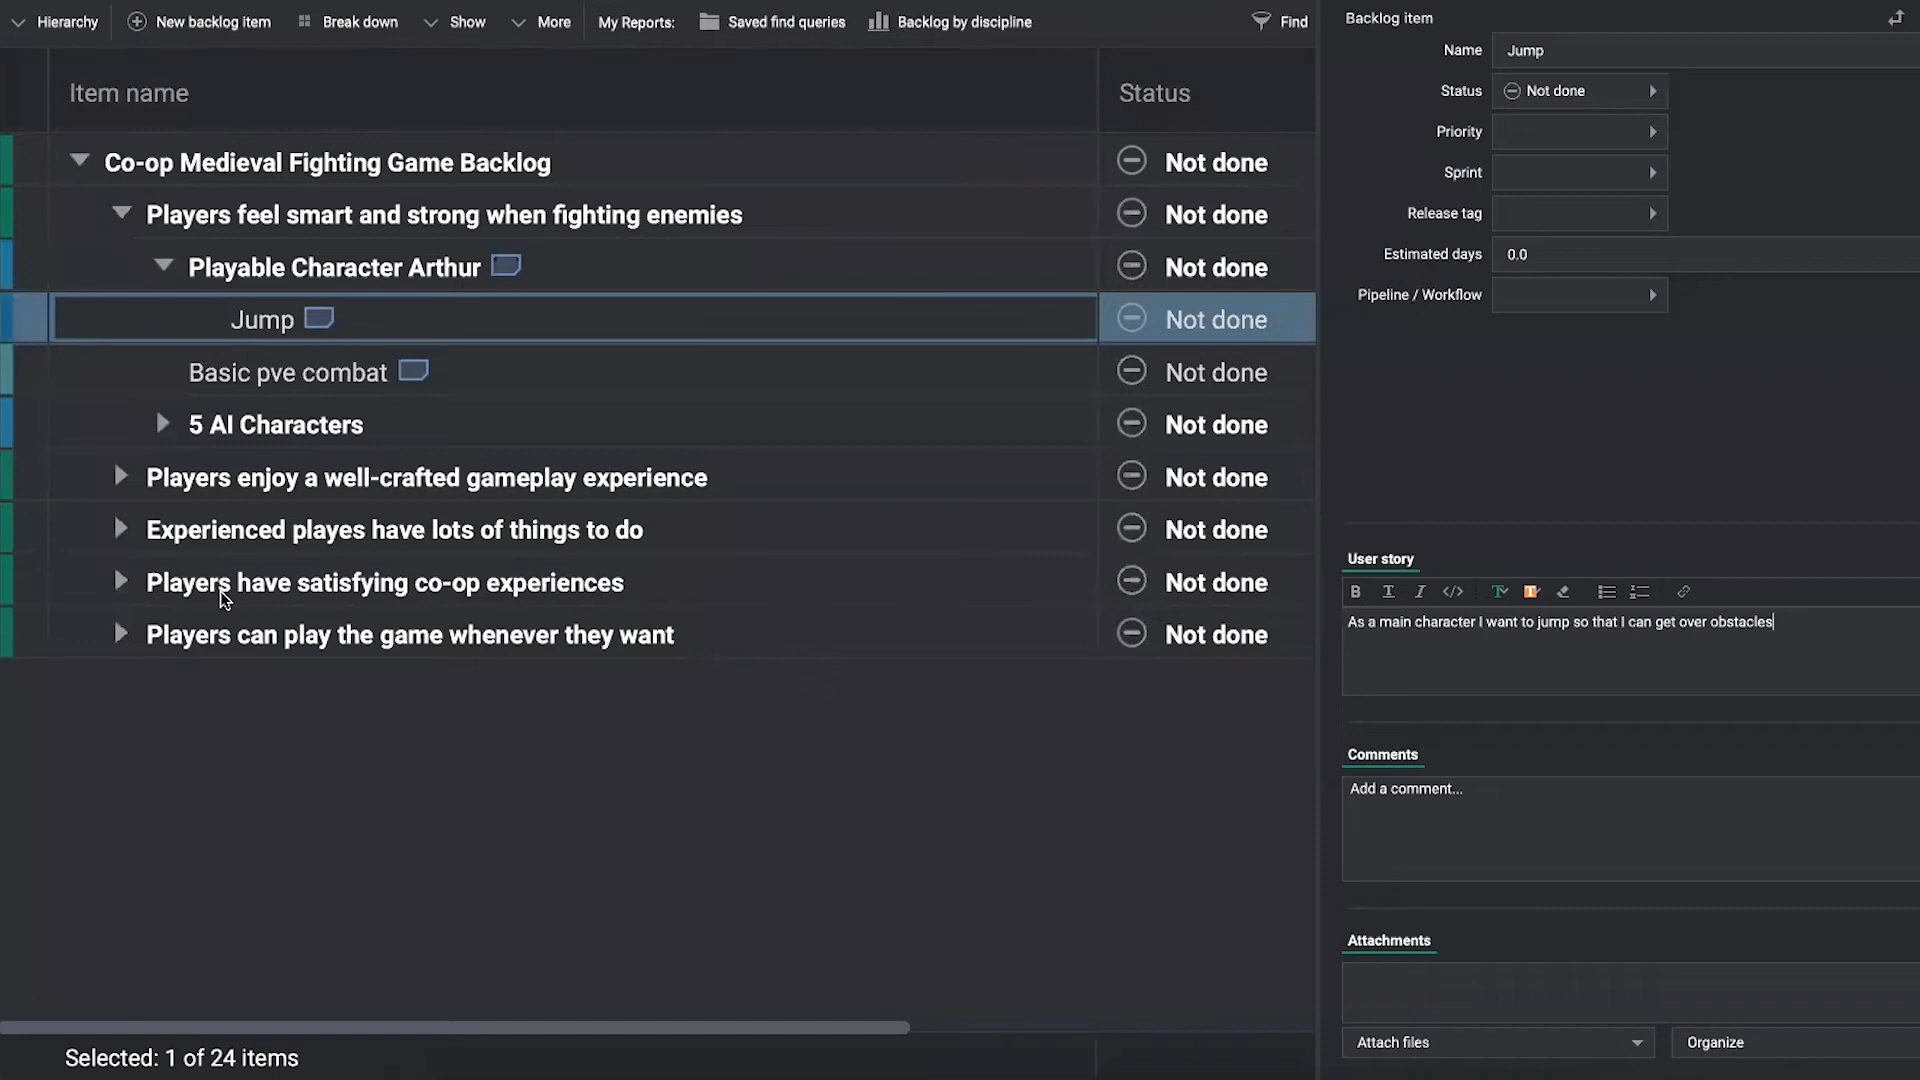 Hierarchy New backlog item Break down Show More My Reports: Saved find queries Backlog by discipline Find
Item name Status
Co-op Medieval Fighting Game Backlog Not done
Players feel smart and strong when fighting enemies Not done
Playable Character Arthur Not done
Jump Not done
Basic pve combat Not done
5 AI Characters Not done
Players enjoy a well-crafted gameplay experience Not done
Experienced playes have lots of things to do Not done
Players have satisfying co-op experiences Not done
Players can play the game whenever they want Not done
Selected: 1 of 24 items
Backlog item
Name Jump
Status Not done
Priority
Sprint
Release tag
Estimated days 0.0
Pipeline / Workflow
User story
B T I </> T T
As a main character I want to jump so that I can get over obstacles
Comments
Add a comment...
Attachments
Attach files Organize